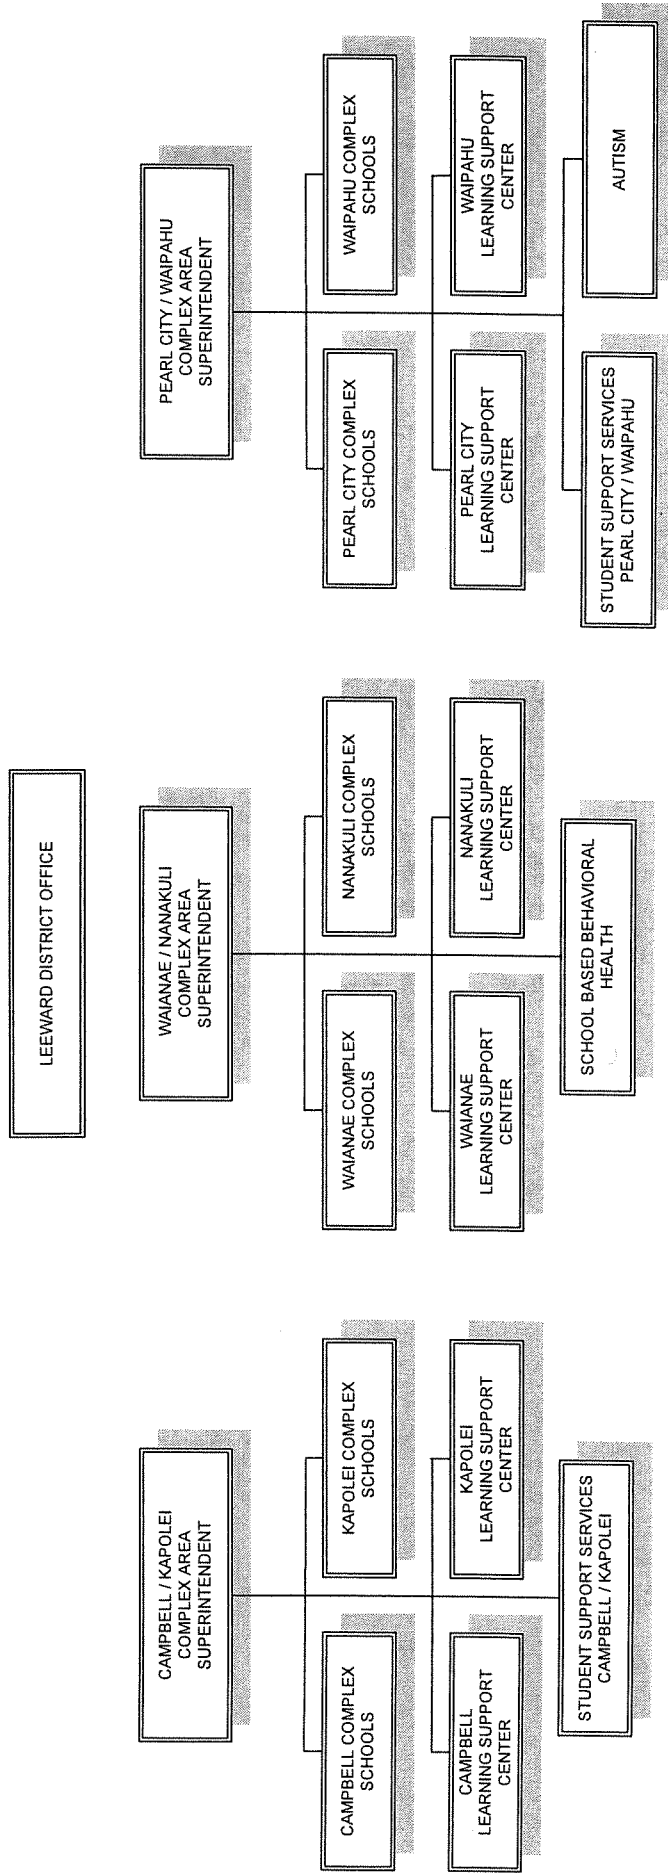 LEEWARD DISTRICT OFFICE
CAMPBELL / KAPOLEI
COMPLEX AREA
SUPERINTENDENT
CAMPBELL COMPLEX
SCHOOLS
KAPOLEI COMPLEX
SCHOOLS
CAMPBELL
LEARNING SUPPORT
CENTER
KAPOLEI
LEARNING SUPPORT
CENTER
STUDENT SUPPORT SERVICES
CAMPBELL / KAPOLEI
WAIANAE / NANAKULI
COMPLEX AREA
SUPERINTENDENT
WAIANAE COMPLEX
SCHOOLS
NANAKULI COMPLEX
SCHOOLS
WAIANAE
LEARNING SUPPORT
CENTER
NANAKULI
LEARNING SUPPORT
CENTER
SCHOOL BASED BEHAVIORAL
HEALTH
PEARL CITY / WAIPAHU
COMPLEX AREA
SUPERINTENDENT
PEARL CITY COMPLEX
SCHOOLS
WAIPAHU COMPLEX
SCHOOLS
PEARL CITY
LEARNING SUPPORT
CENTER
WAIPAHU
LEARNING SUPPORT
CENTER
STUDENT SUPPORT SERVICES
PEARL CITY / WAIPAHU
AUTISM